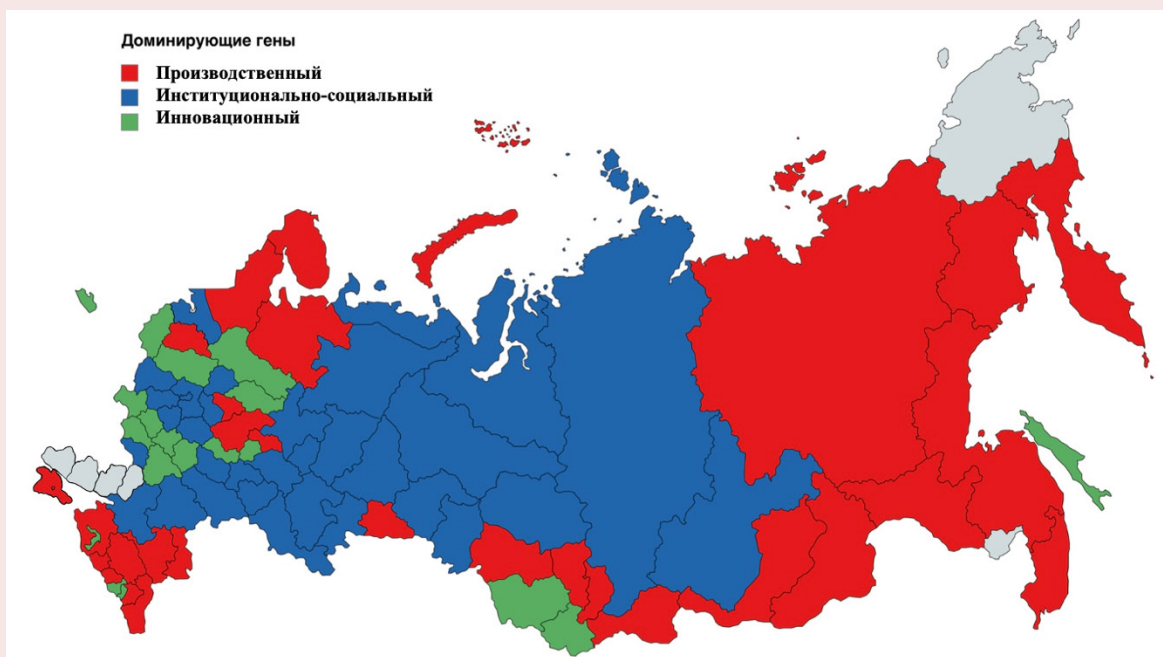 Доминирующие гены
Производственный
Институционально-социальный
Инновационный